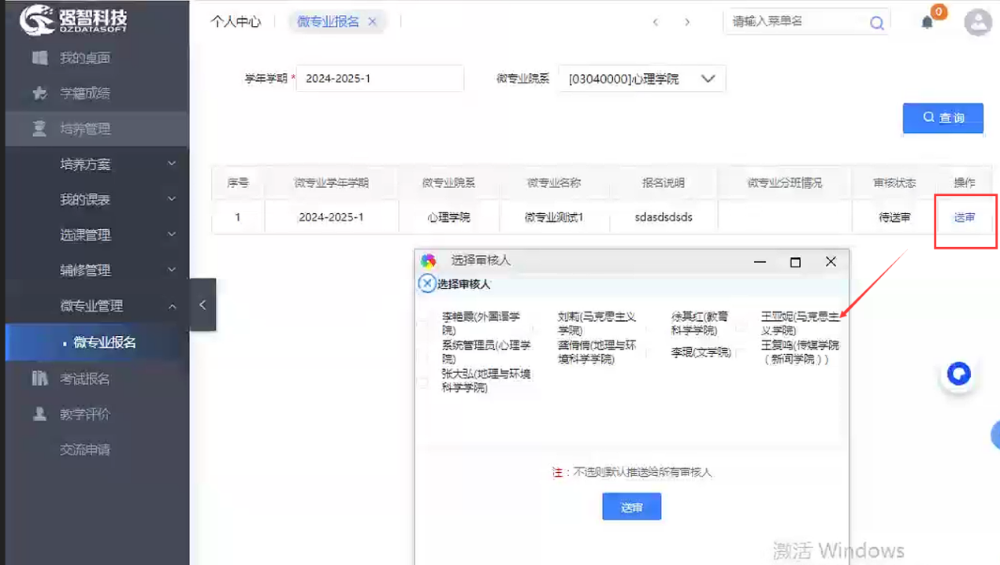 强智科技
QZDATASOFT
个人中心
微专业报名 ×
请输入菜单名
0
我的桌面
学籍成绩
培养管理
培养方案
我的课表
选课管理
辅修管理
微专业管理
微专业报名
考试报名
教学评价
交流申请
学年学期 * 2024-2025-1
微专业院系 [03040000]心理学院
查询
序号 微专业学年学期 微专业院系 微专业名称 报名说明 微专业分班情况 审核状态 操作
1 2024-2025-1 心理学院 微专业测试1 sdasdsdsds 待送审 送审
选择审核人
选择审核人
李艳霞(外国语学
院)
刘莉(马克思主义
学院)
徐莫红(教育
科学学院)
王亚妮(马克思主
义学院)
系统管理员(心理学
院)
龚倩倩(地理与环
境科学学院)
李琨(文学院)
王复鸣(传媒学院
(新闻学院))
张大弘(地理与环境
科学学院)
注：不选则默认推送给所有审核人
送审
激活 Windows